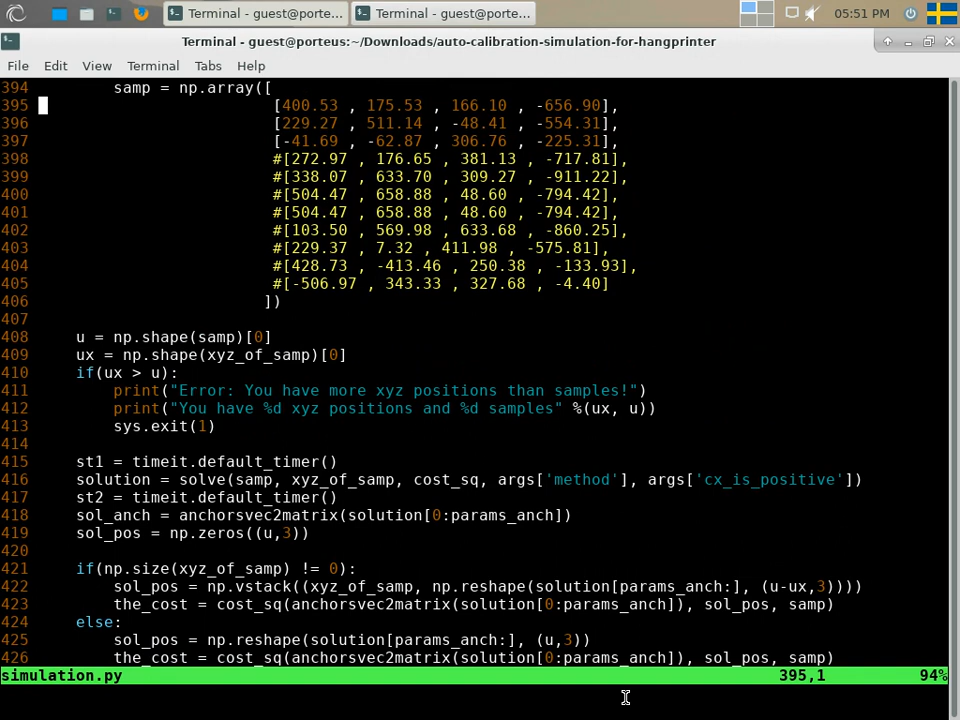 Terminal - guest@porte...
Terminal - guest@porte...
05:51 PM
Terminal - guest@porteus:~/Downloads/auto-calibration-simulation-for-hangprinter
File Edit View Terminal Tabs Help
394 samp = np.array([
395 [400.53 , 175.53 , 166.10 , -656.90],
396 [229.27 , 511.14 , -48.41 , -554.31],
397 [-41.69 , -62.87 , 306.76 , -225.31],
398 #[272.97 , 176.65 , 381.13 , -717.81],
399 #[338.07 , 633.70 , 309.27 , -911.22],
400 #[504.47 , 658.88 , 48.60 , -794.42],
401 #[504.47 , 658.88 , 48.60 , -794.42],
402 #[103.50 , 569.98 , 633.68 , -860.25],
403 #[229.37 , 7.32 , 411.98 , -575.81],
404 #[428.73 , -413.46 , 250.38 , -133.93],
405 #[-506.97 , 343.33 , 327.68 , -4.40]
406 ])
407
408 u = np.shape(samp)[0]
409 ux = np.shape(xyz_of_samp)[0]
410 if(ux > u):
411 print("Error: You have more xyz positions than samples!")
412 print("You have %d xyz positions and %d samples" %(ux, u))
413 sys.exit(1)
414
415 st1 = timeit.default_timer()
416 solution = solve(samp, xyz_of_samp, cost_sq, args['method'], args['cx_is_positive'])
417 st2 = timeit.default_timer()
418 sol_anch = anchorsvec2matrix(solution[0:params_anch])
419 sol_pos = np.zeros((u,3))
420
421 if(np.size(xyz_of_samp) != 0):
422 sol_pos = np.vstack((xyz_of_samp, np.reshape(solution[params_anch:], (u-ux,3))))
423 the_cost = cost_sq(anchorsvec2matrix(solution[0:params_anch]), sol_pos, samp)
424 else:
425 sol_pos = np.reshape(solution[params_anch:], (u,3))
426 the_cost = cost_sq(anchorsvec2matrix(solution[0:params_anch]), sol_pos, samp)
simulation.py 395,1 94%